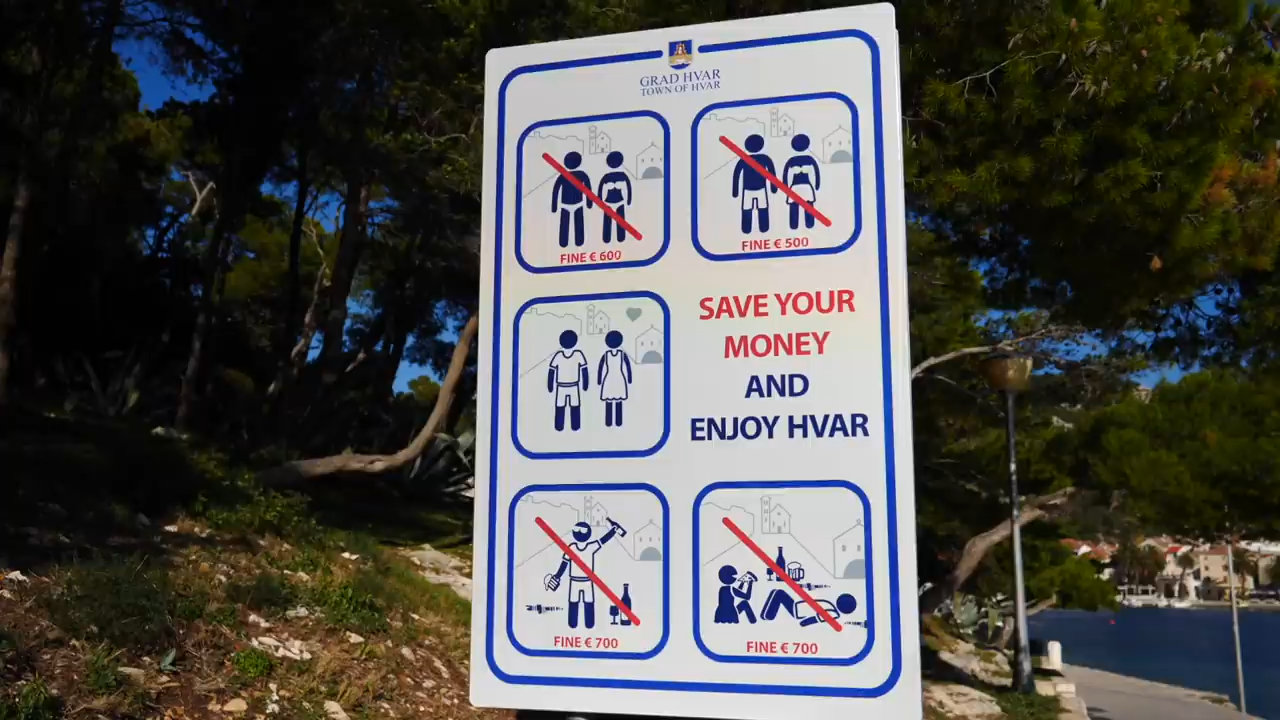 GRAD HVAR
TOWN OF HVAR
FINE € 600
FINE € 500
SAVE YOUR
MONEY
AND
ENJOY HVAR
FINE € 700
FINE € 700